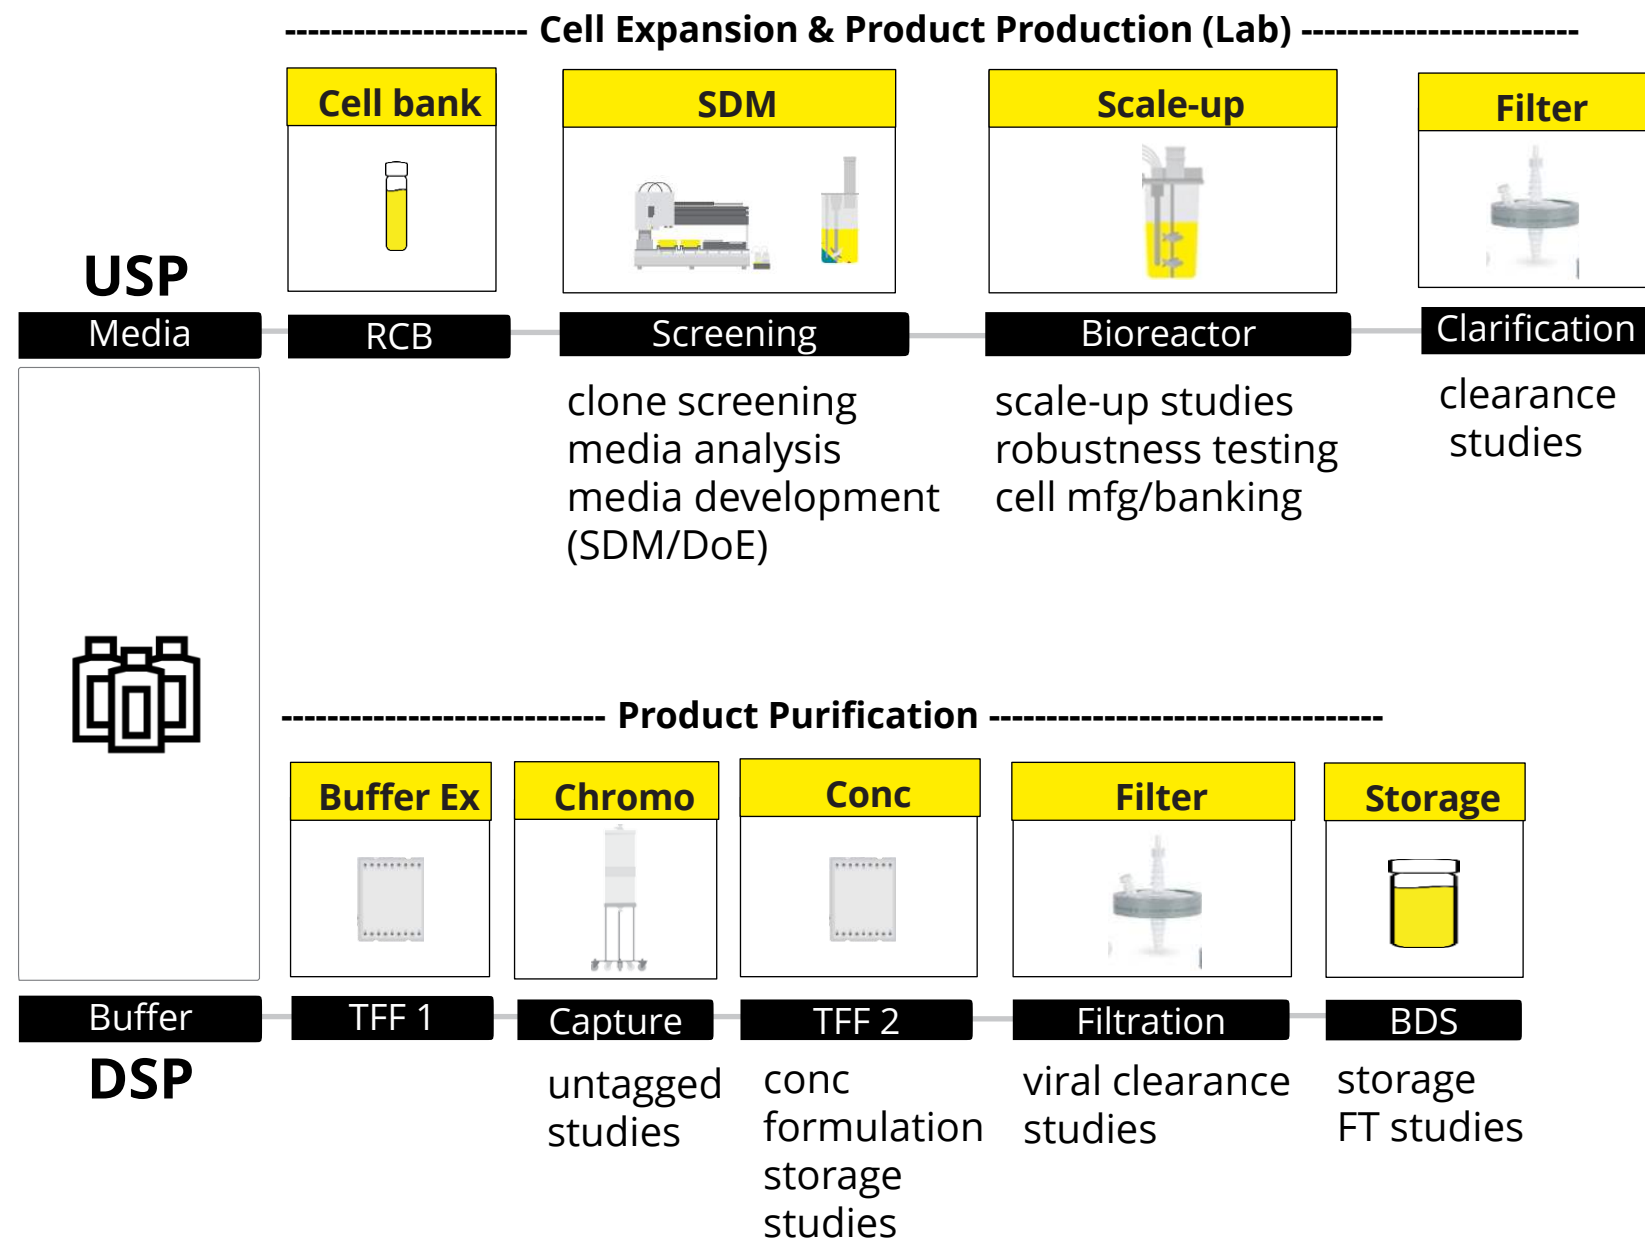 -------------------- Cell Expansion & Product Production (Lab) -----------------------
Cell bank
SDM
Scale-up
Filter
USP
Media
RCB
Screening
Bioreactor
Clarification
clone screening
media analysis
media development
(SDM/DoE)
scale-up studies
robustness testing
cell mfg/banking
clearance
studies
--------------------------- Product Purification ---------------------------------
Buffer Ex
Chromo
Conc
Filter
Storage
Buffer
TFF 1
Capture
TFF 2
Filtration
BDS
DSP
untagged
studies
conc
formulation
storage
studies
viral clearance
studies
storage
FT studies